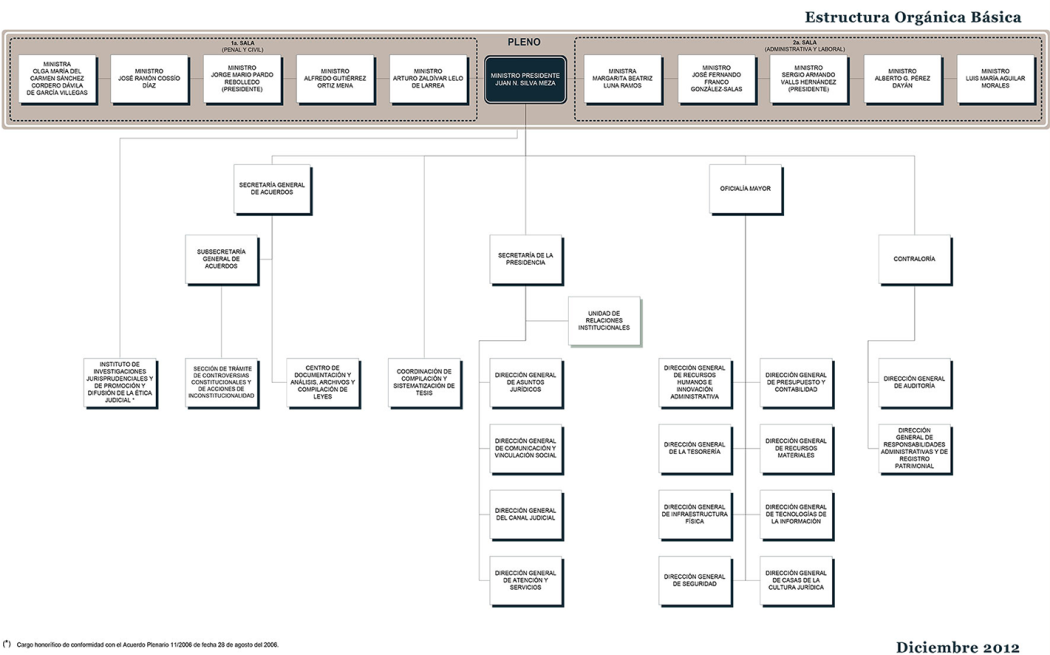 Estructura Orgánica Básica
1a. SALA
(PENAL Y CIVIL)
PLENO
2a. SALA
(ADMINISTRATIVA Y LABORAL)
MINISTRA
OLGA MARÍA DEL
CARMEN SÁNCHEZ
CORDERO DÁVILA
DE GARCÍA VILLEGAS
MINISTRO
JOSÉ RAMÓN COSSÍO
DÍAZ
MINISTRO
JORGE MARIO PARDO
REBOLLEDO
(PRESIDENTE)
MINISTRO
ALFREDO GUTIÉRREZ
ORTIZ MENA
MINISTRO
ARTURO ZALDÍVAR LELO
DE LARREA
MINISTRO PRESIDENTE
JUAN N. SILVA MEZA
MINISTRA
MARGARITA BEATRIZ
LUNA RAMOS
MINISTRO
JOSÉ FERNANDO
FRANCO
GONZÁLEZ-SALAS
MINISTRO
SERGIO ARMANDO
VALLS HERNÁNDEZ
(PRESIDENTE)
MINISTRO
ALBERTO G. PÉREZ
DAYÁN
MINISTRO
LUIS MARÍA AGUILAR
MORALES
SECRETARÍA GENERAL
DE ACUERDOS
OFICIALÍA MAYOR
SUBSECRETARÍA
GENERAL DE
ACUERDOS
SECRETARÍA DE LA
PRESIDENCIA
CONTRALORÍA
UNIDAD DE
RELACIONES
INSTITUCIONALES
INSTITUTO DE
INVESTIGACIONES
JURISPRUDENCIALES Y
DE PROMOCIÓN Y
DIFUSIÓN DE LA ÉTICA
JUDICIAL *
SECCIÓN DE TRÁMITE
DE CONTROVERSIAS
CONSTITUCIONALES Y
DE ACCIONES DE
INCONSTITUCIONALIDAD
CENTRO DE
DOCUMENTACIÓN Y
ANÁLISIS, ARCHIVOS Y
COMPILACIÓN DE
LEYES
COORDINACIÓN DE
COMPILACIÓN Y
SISTEMATIZACIÓN DE
TESIS
DIRECCIÓN GENERAL
DE ASUNTOS
JURÍDICOS
DIRECCIÓN GENERAL
DE RECURSOS
HUMANOS E
INNOVACIÓN
ADMINISTRATIVA
DIRECCIÓN GENERAL
DE PRESUPUESTO Y
CONTABILIDAD
DIRECCIÓN GENERAL
DE AUDITORÍA
DIRECCIÓN GENERAL
DE COMUNICACIÓN Y
VINCULACIÓN SOCIAL
DIRECCIÓN GENERAL
DE LA TESORERÍA
DIRECCIÓN GENERAL
DE RECURSOS
MATERIALES
DIRECCIÓN
GENERAL DE
RESPONSABILIDADES
ADMINISTRATIVAS Y DE
REGISTRO
PATRIMONIAL
DIRECCIÓN GENERAL
DEL CANAL JUDICIAL
DIRECCIÓN GENERAL
DE INFRAESTRUCTURA
FÍSICA
DIRECCIÓN GENERAL
DE TECNOLOGÍAS DE
LA INFORMACIÓN
DIRECCIÓN GENERAL
DE ATENCIÓN Y
SERVICIOS
DIRECCIÓN GENERAL
DE SEGURIDAD
DIRECCIÓN GENERAL
DE CASAS DE LA
CULTURA JURÍDICA
(*) Cargo honorífico de conformidad con el Acuerdo Plenario 11/2006 de fecha 28 de agosto del 2006.
Diciembre 2012